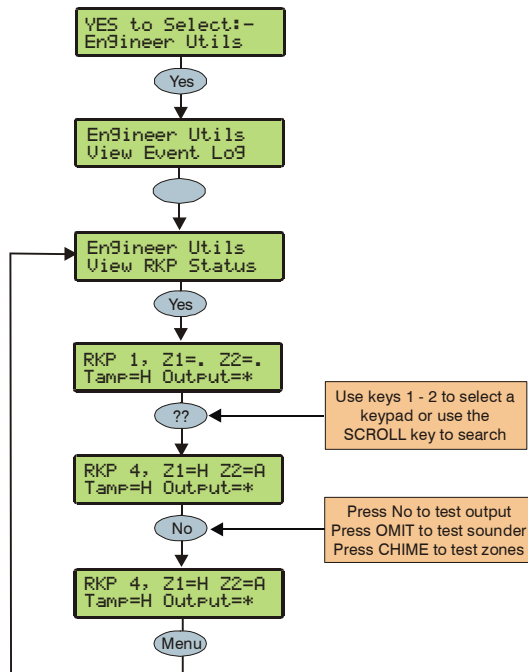 YES to Select:-
Engineer Utils
Yes
Engineer Utils
View Event Log
Engineer Utils
View RKP Status
Yes
RKP 1, Z1=. Z2=.
Tamp=H Output=*
??
Use keys 1 - 2 to select a
keypad or use the
SCROLL key to search
RKP 4, Z1=H Z2=A
Tamp=H Output=*
No
Press No to test output
Press OMIT to test sounder
Press CHIME to test zones
RKP 4, Z1=H Z2=A
Tamp=H Output=*
Menu